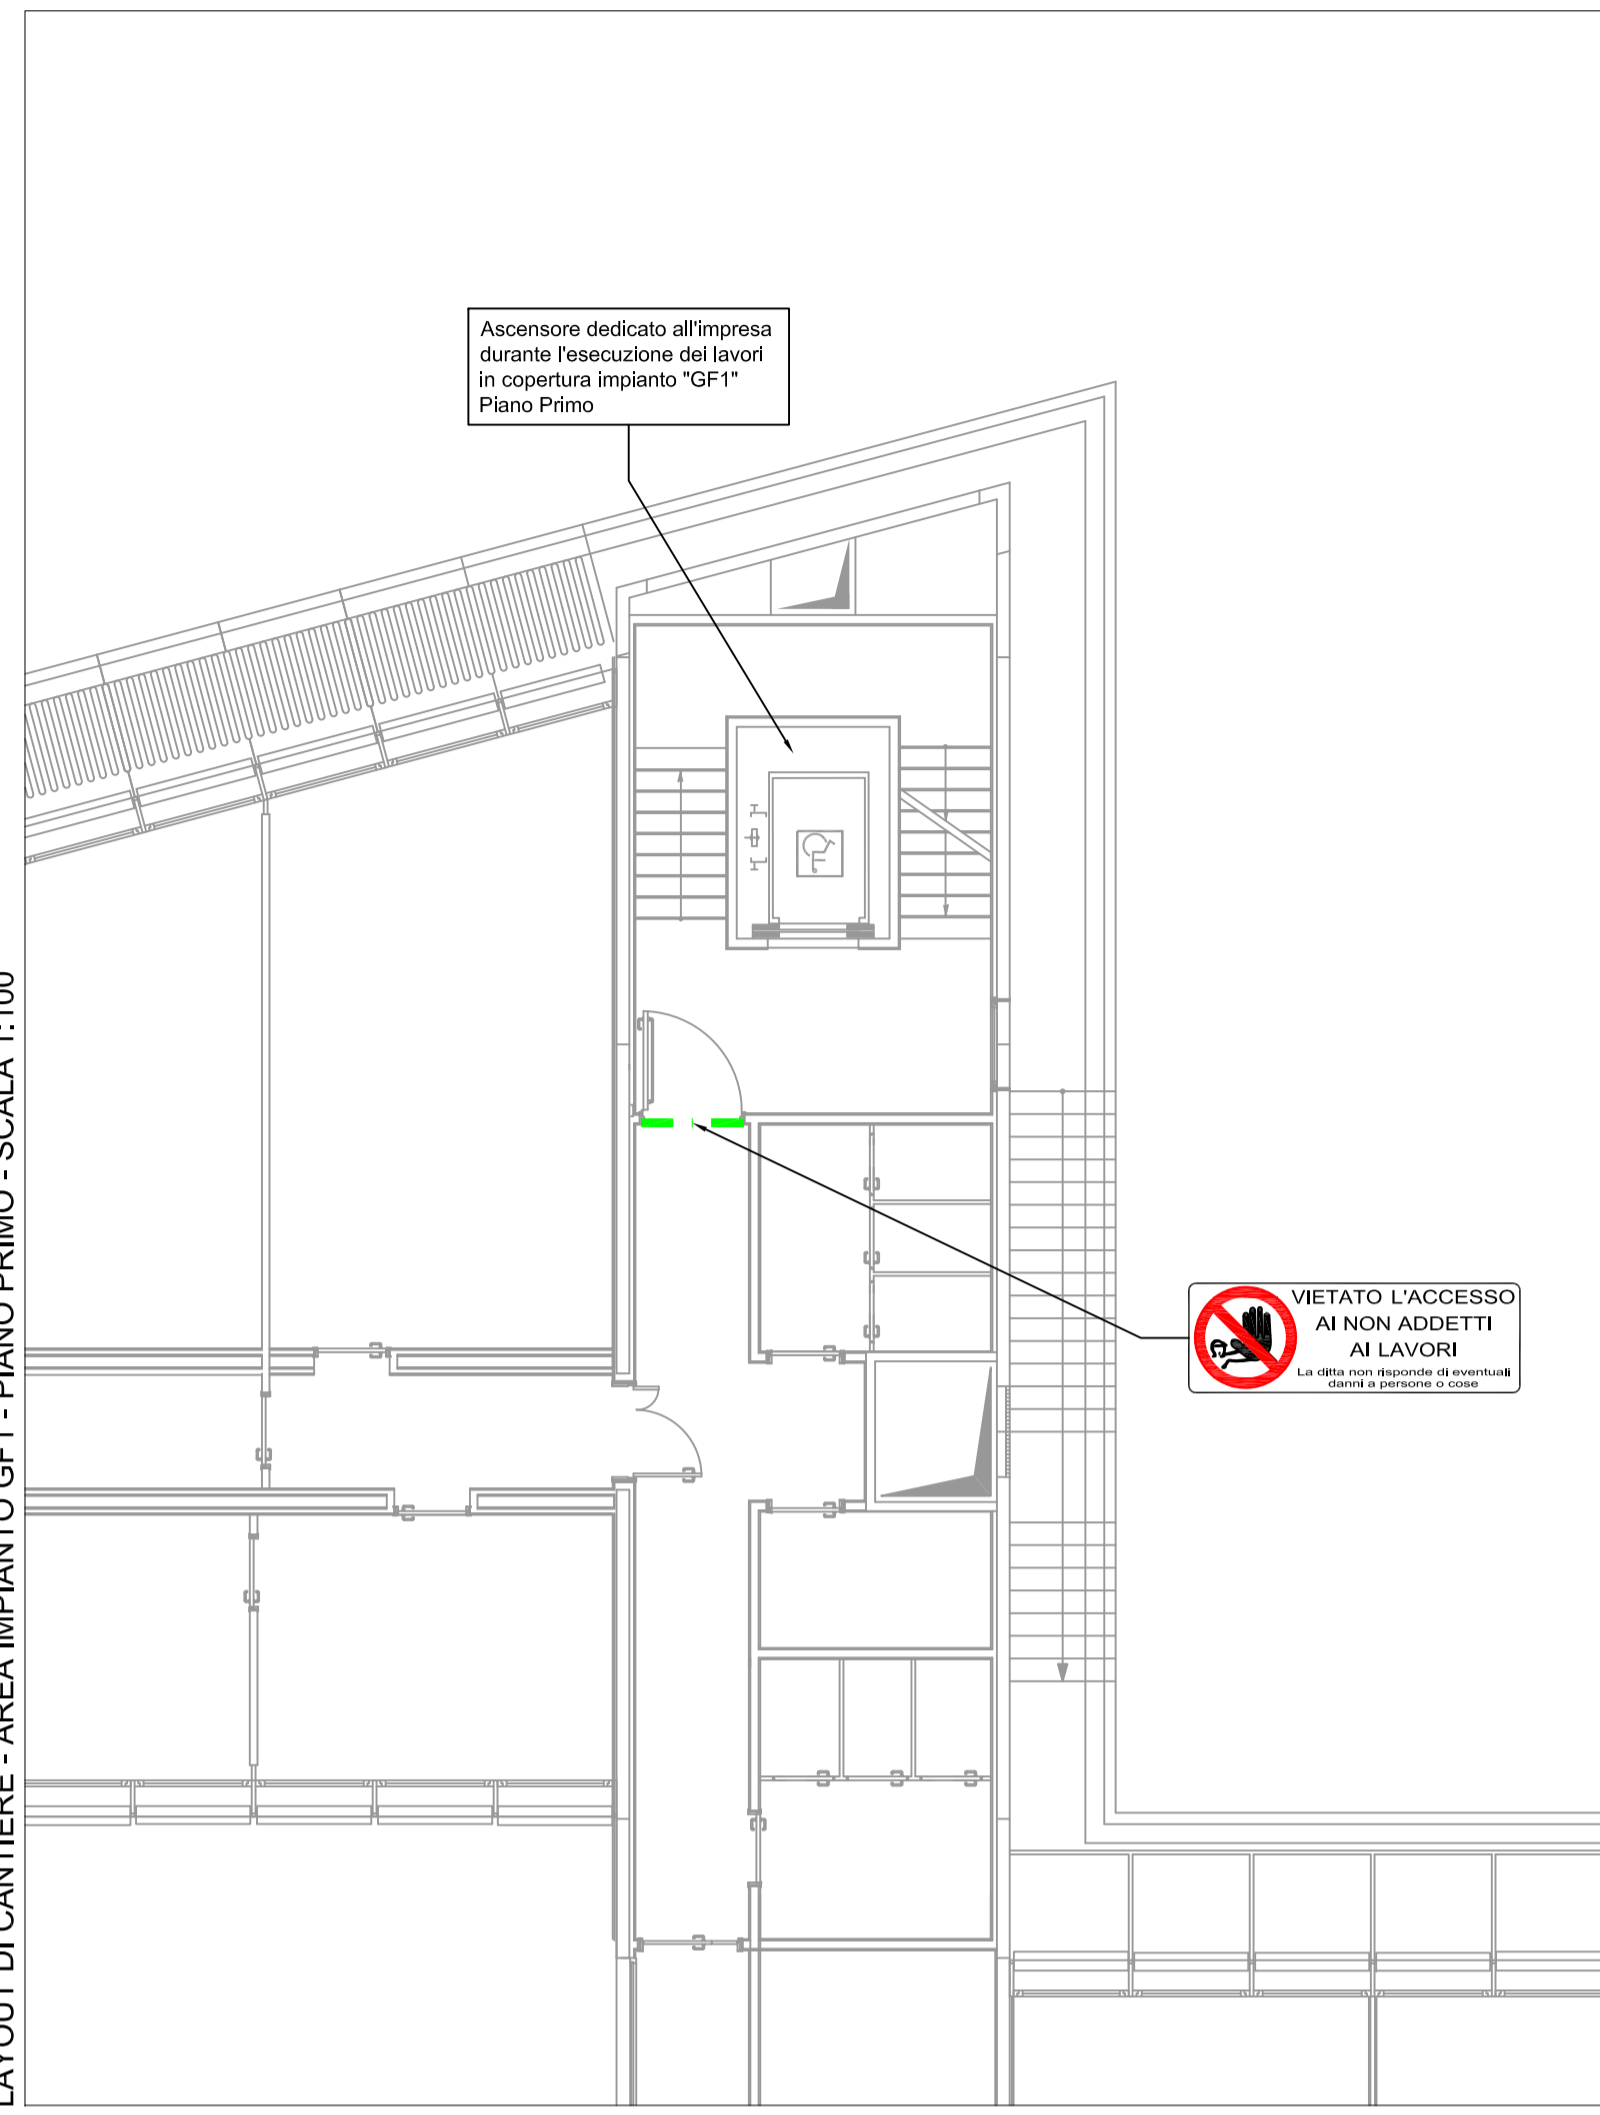 Ascensore dedicato all'impresa
durante l'esecuzione dei lavori
in copertura impianto "GF1"
Piano Primo
VIETATO L'ACCESSO
AI NON ADDETTI
AI LAVORI
La ditta non risponde di eventuali
danni a persone o cose
LAYOUT DI CANTIERE - AREA IMPIANTO GF1 - PIANO PRIMO - SCALA 1:100